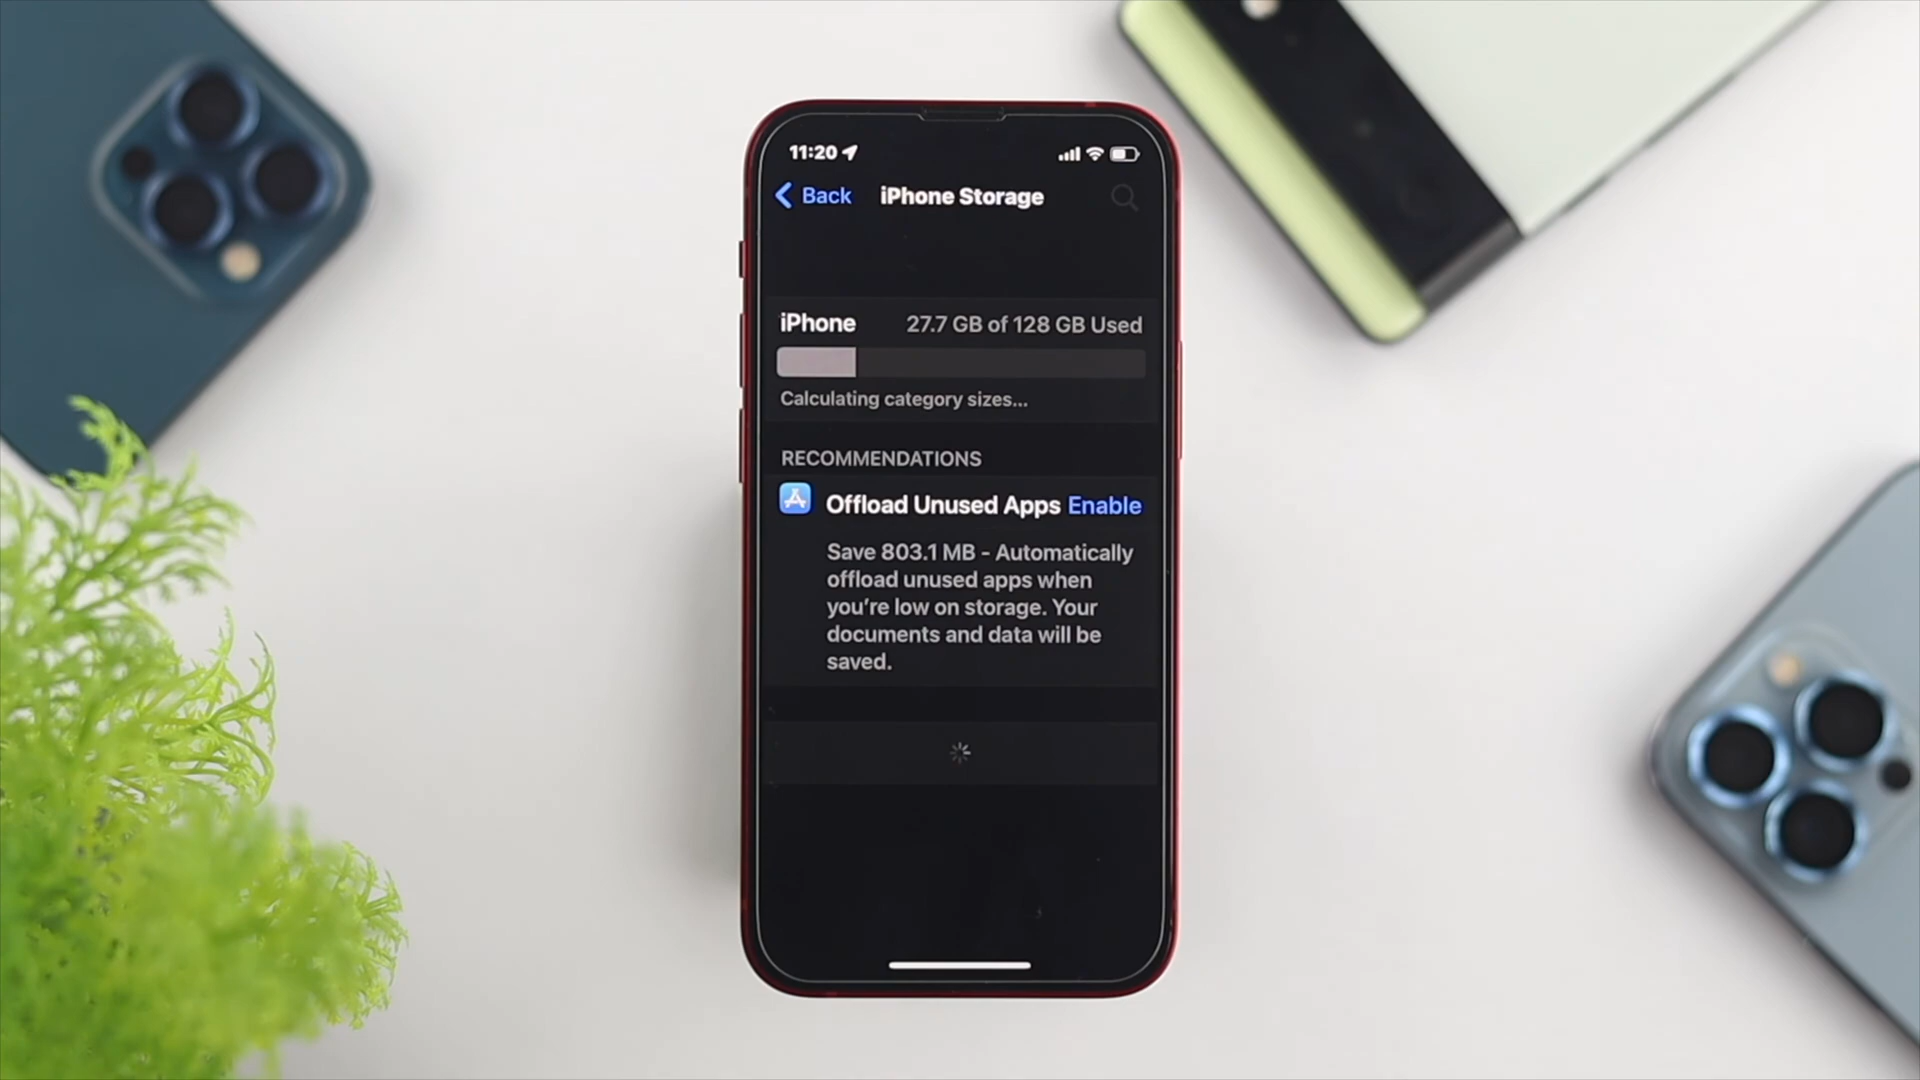 11:20
Back iPhone Storage
iPhone 27.7 GB of 128 GB Used
Calculating category sizes...
RECOMMENDATIONS
Offload Unused Apps Enable
Save 803.1 MB - Automatically
offload unused apps when
you’re low on storage. Your
documents and data will be
saved.